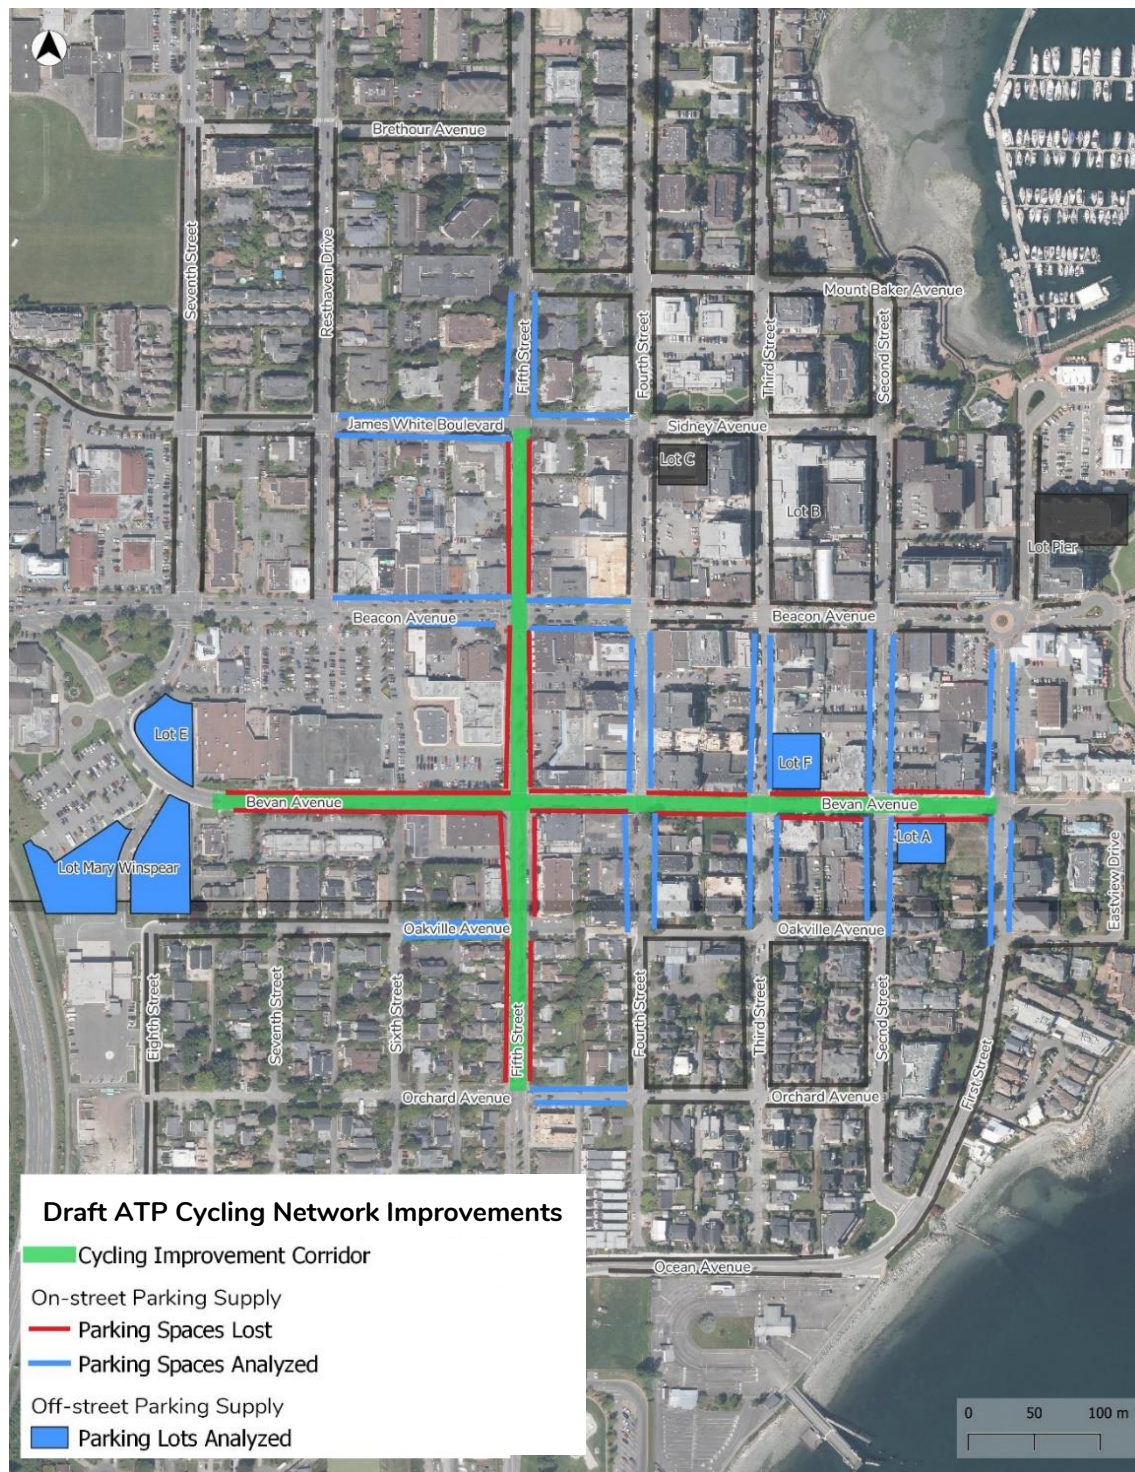 Brethour Avenue
Seventh Street
Resthaven Drive
Mount Baker Avenue
Fifth Street
Fourth Street
Third Street
Second Street
James White Boulevard
Sidney Avenue
Lot C
Lot B
Lot Pier
Beacon Avenue
Beacon Avenue
Lot E
Lot F
Bevan Avenue
Bevan Avenue
Lot A
Lot Mary Winspear
Eastview Drive
Oakville Avenue
Oakville Avenue
Eighth Street
Seventh Street
Sixth Street
Fifth Street
Fourth Street
Third Street
Secnd Street
First Street
Orchard Avenue
Orchard Avenue
Ocean Avenue
Draft ATP Cycling Network Improvements
Cycling Improvement Corridor
On-street Parking Supply
Parking Spaces Lost
Parking Spaces Analyzed
Off-street Parking Supply
Parking Lots Analyzed
0 50 100 m